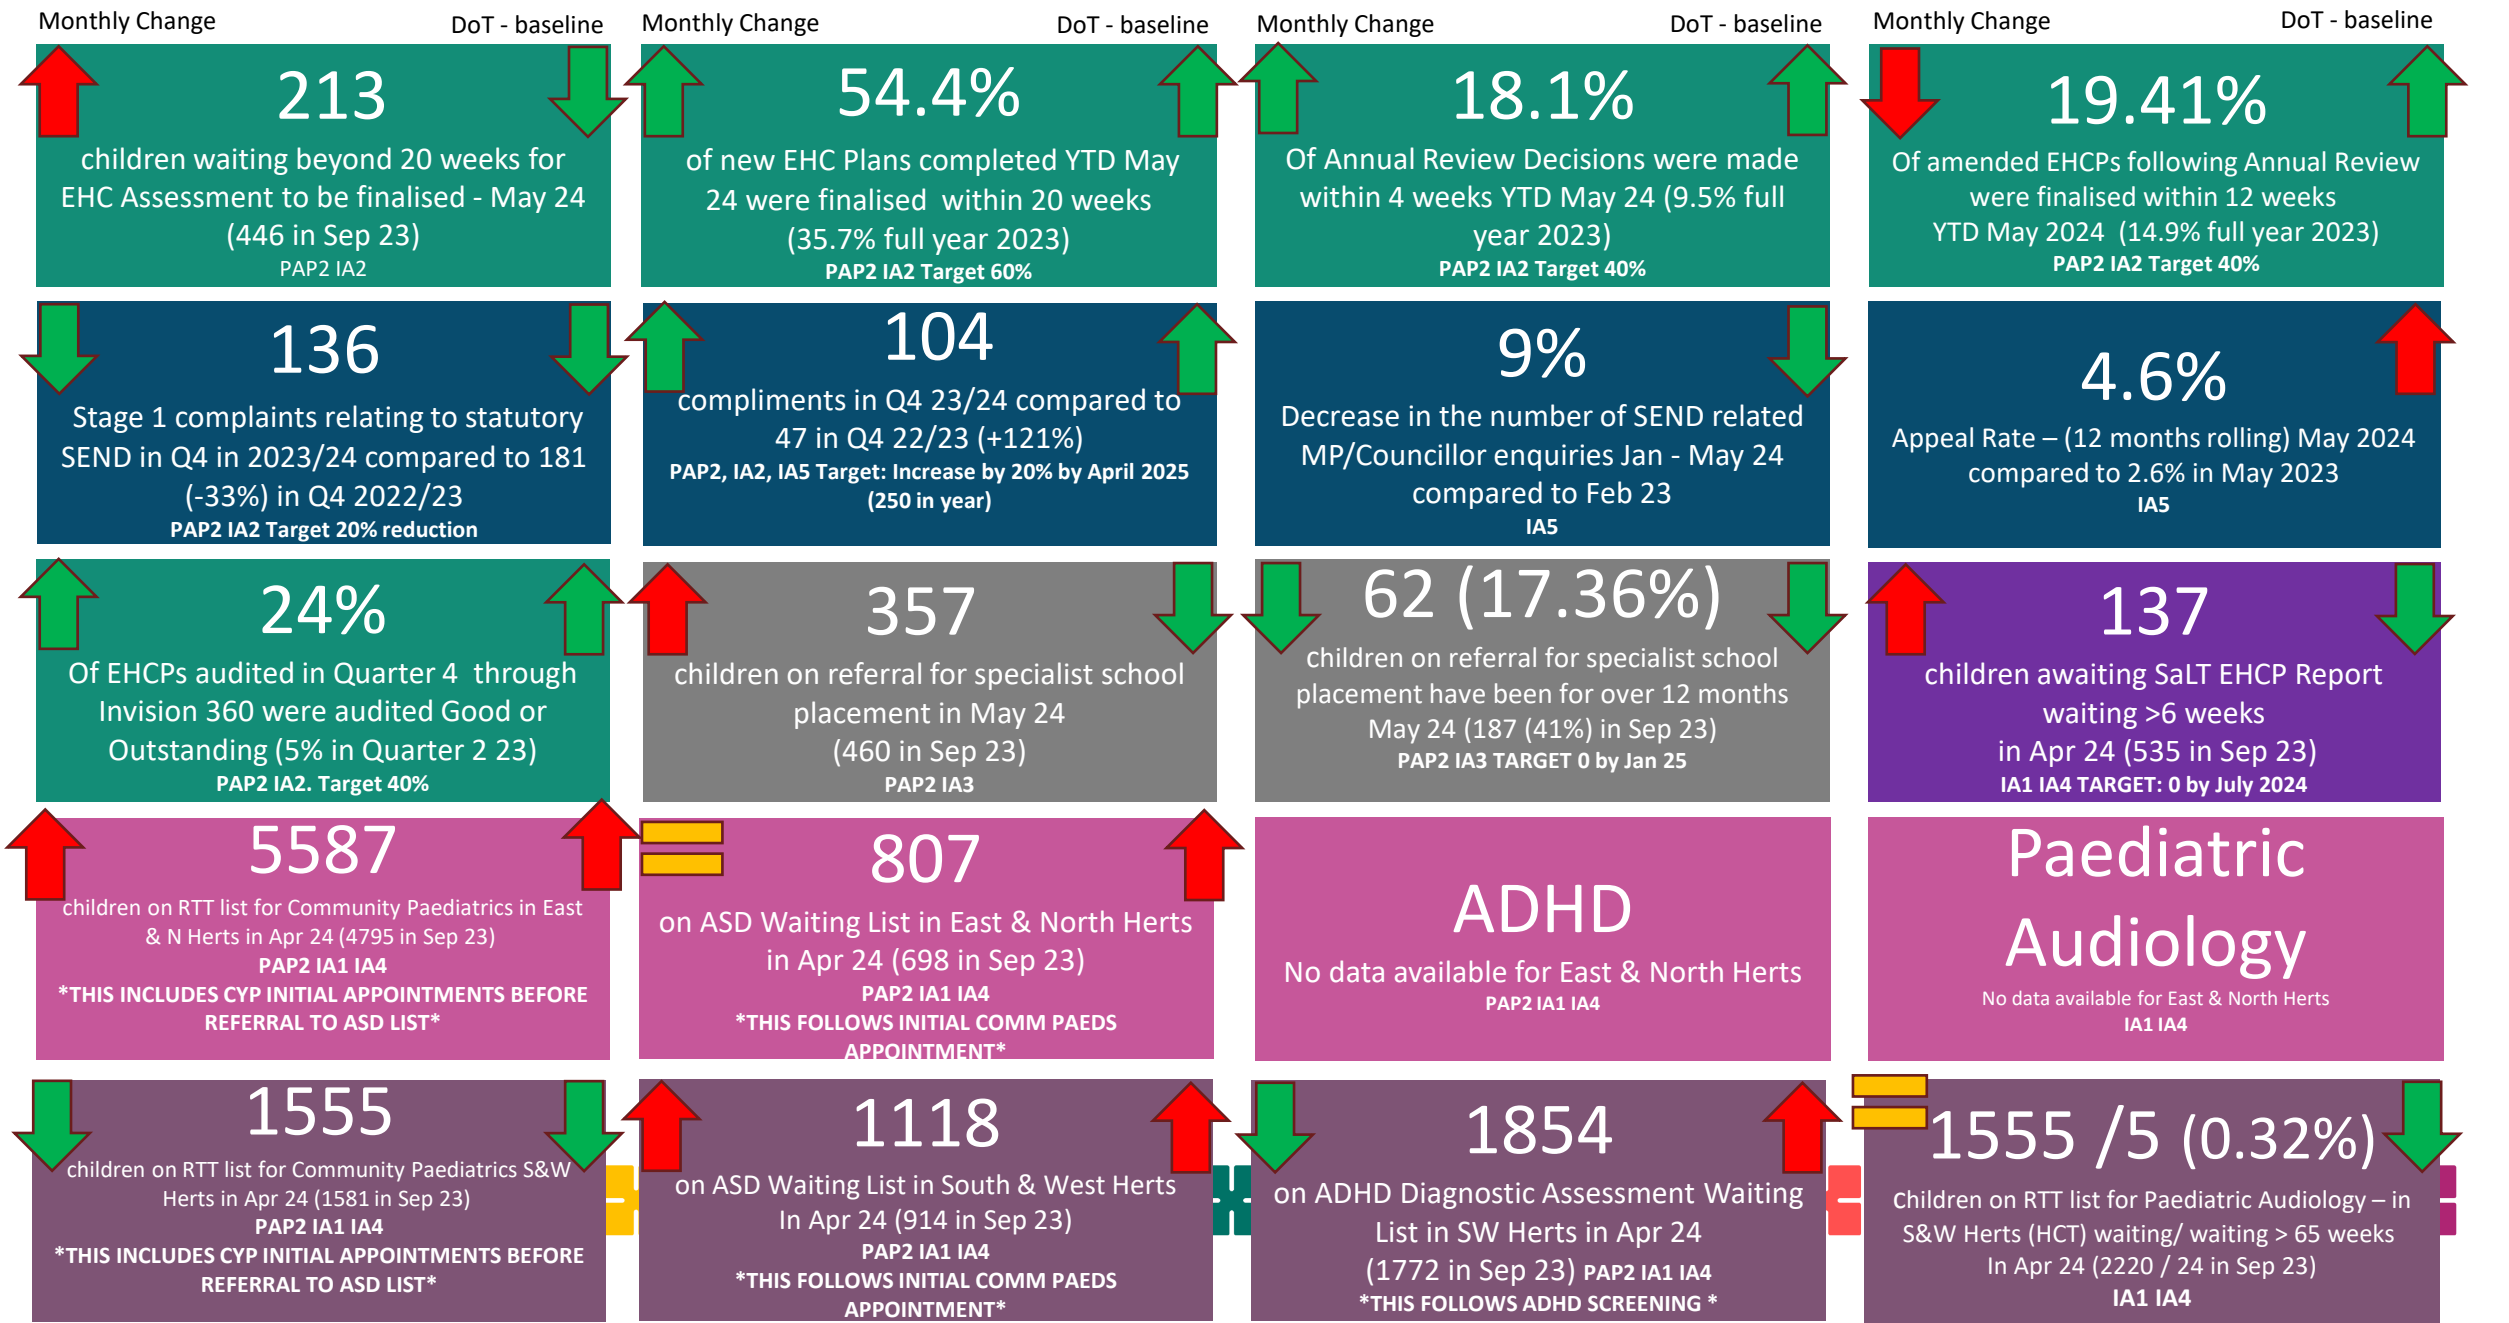 Monthly Change
DoT - baseline
Monthly Change
DoT - baseline
Monthly Change
DoT - baseline
Monthly Change
DoT - baseline
213
children waiting beyond 20 weeks for
EHC Assessment to be finalised - May 24
(446 in Sep 23)
PAP2 IA2
54.4%
of new EHC Plans completed YTD May
24 were finalised within 20 weeks
(35.7% full year 2023)
PAP2 IA2 Target 60%
18.1%
Of Annual Review Decisions were made
within 4 weeks YTD May 24 (9.5% full
year 2023)
PAP2 IA2 Target 40%
19.41%
Of amended EHCPs following Annual Review
were finalised within 12 weeks
YTD May 2024 (14.9% full year 2023)
PAP2 IA2 Target 40%
136
Stage 1 complaints relating to statutory
SEND in Q4 in 2023/24 compared to 181
(-33%) in Q4 2022/23
PAP2 IA2 Target 20% reduction
104
compliments in Q4 23/24 compared to
47 in Q4 22/23 (+121%)
PAP2, IA2, IA5 Target: Increase by 20% by April 2025
(250 in year)
9%
Decrease in the number of SEND related
MP/Councillor enquiries Jan - May 24
compared to Feb 23
IA5
4.6%
Appeal Rate – (12 months rolling) May 2024
compared to 2.6% in May 2023
IA5
24%
Of EHCPs audited in Quarter 4 through
Invision 360 were audited Good or
Outstanding (5% in Quarter 2 23)
PAP2 IA2. Target 40%
357
children on referral for specialist school
placement in May 24
(460 in Sep 23)
PAP2 IA3
62 (17.36%)
children on referral for specialist school
placement have been for over 12 months
May 24 (187 (41%) in Sep 23)
PAP2 IA3 TARGET 0 by Jan 25
137
children awaiting SaLT EHCP Report
waiting >6 weeks
in Apr 24 (535 in Sep 23)
IA1 IA4 TARGET: 0 by July 2024
5587
children on RTT list for Community Paediatrics in East
& N Herts in Apr 24 (4795 in Sep 23)
PAP2 IA1 IA4
*THIS INCLUDES CYP INITIAL APPOINTMENTS BEFORE
REFERRAL TO ASD LIST*
807
on ASD Waiting List in East & North Herts
in Apr 24 (698 in Sep 23)
PAP2 IA1 IA4
*THIS FOLLOWS INITIAL COMM PAEDS
APPOINTMENT*
ADHD
No data available for East & North Herts
PAP2 IA1 IA4
Paediatric
Audiology
No data available for East & North Herts
IA1 IA4
1555
children on RTT list for Community Paediatrics S&W
Herts in Apr 24 (1581 in Sep 23)
PAP2 IA1 IA4
*THIS INCLUDES CYP INITIAL APPOINTMENTS BEFORE
REFERRAL TO ASD LIST*
1118
on ASD Waiting List in South & West Herts
In Apr 24 (914 in Sep 23)
PAP2 IA1 IA4
*THIS FOLLOWS INITIAL COMM PAEDS
APPOINTMENT*
1854
on ADHD Diagnostic Assessment Waiting
List in SW Herts in Apr 24
(1772 in Sep 23) PAP2 IA1 IA4
*THIS FOLLOWS ADHD SCREENING *
1555 /5 (0.32%)
Children on RTT list for Paediatric Audiology – in
S&W Herts (HCT) waiting/ waiting > 65 weeks
In Apr 24 (2220 / 24 in Sep 23)
IA1 IA4